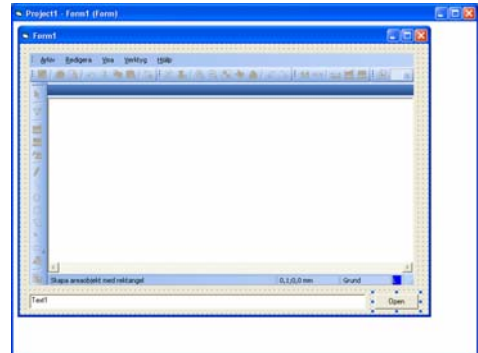 Project1 - Form1 (Form)
Form1
Arkiv Redigera Visa Verktyg Hjälp
Skapa areaobjekt med rektangel 0,1:0,0 mm Grund
Text1 Open